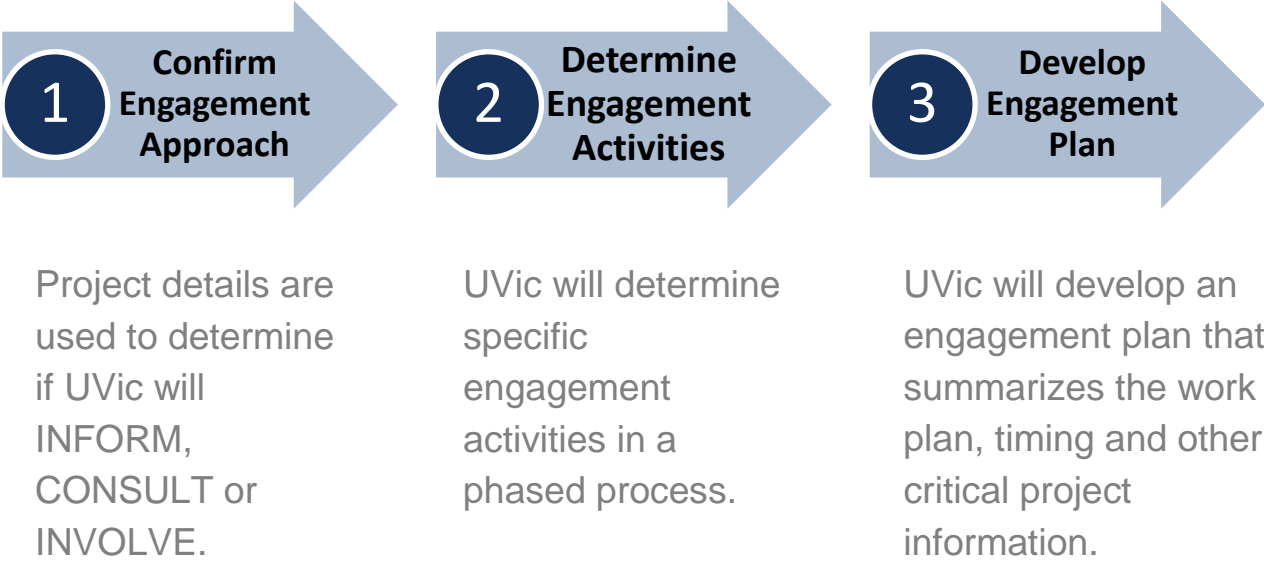 1
Confirm
Engagement
Approach
2
Determine
Engagement
Activities
3
Develop
Engagement
Plan
Project details are
used to determine
if UVic will
INFORM,
CONSULT or
INVOLVE.
UVic will determine
specific
engagement
activities in a
phased process.
UVic will develop an
engagement plan that
summarizes the work
plan, timing and other
critical project
information.